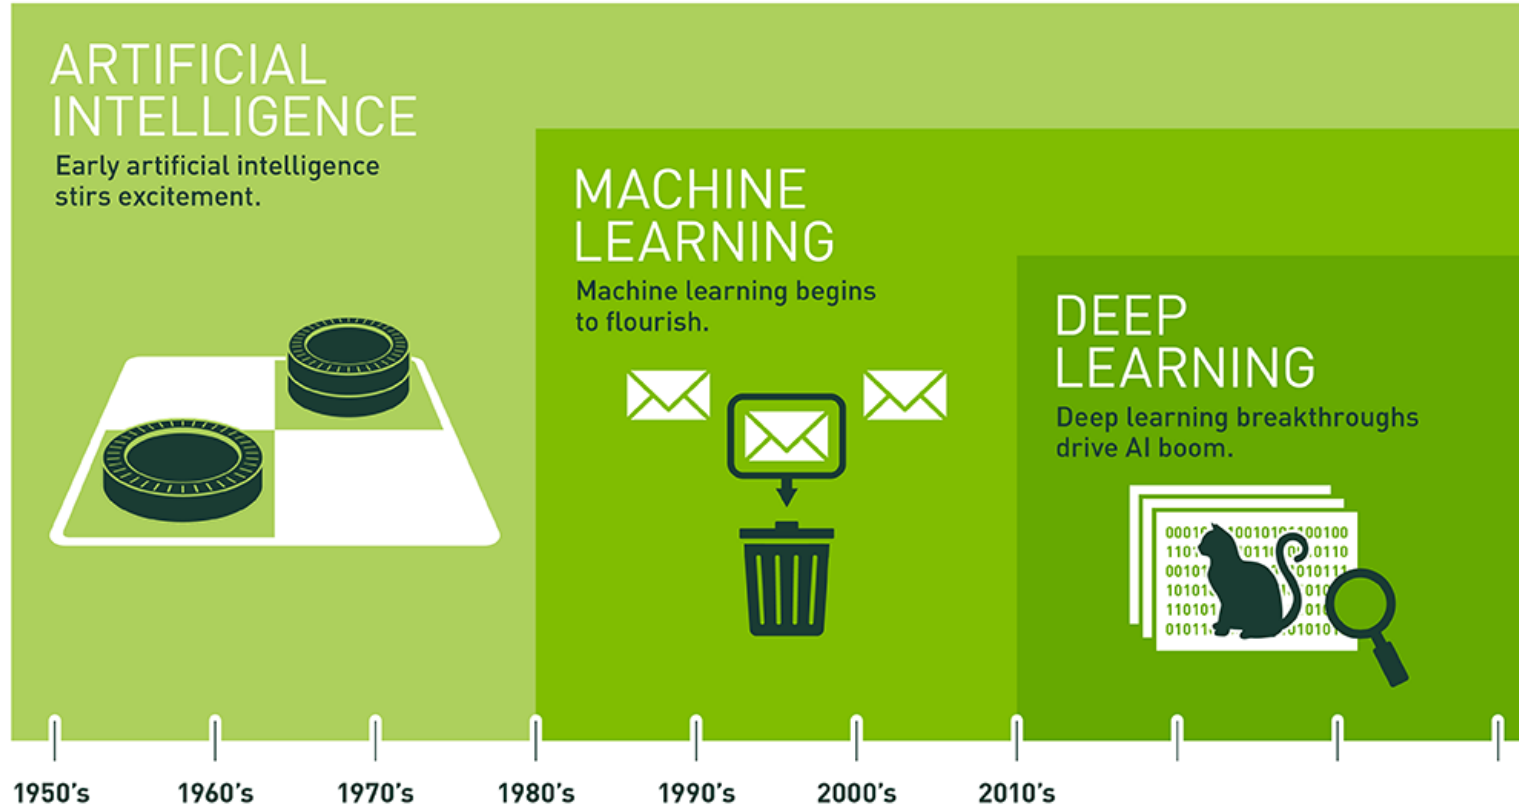 ARTIFICIAL
INTELLIGENCE
Early artificial intelligence
stirs excitement.
MACHINE
LEARNING
Machine learning begins
to flourish.
DEEP
LEARNING
Deep learning breakthroughs
drive AI boom.
1950's
1960's
1970's
1980's
1990's
2000's
2010's